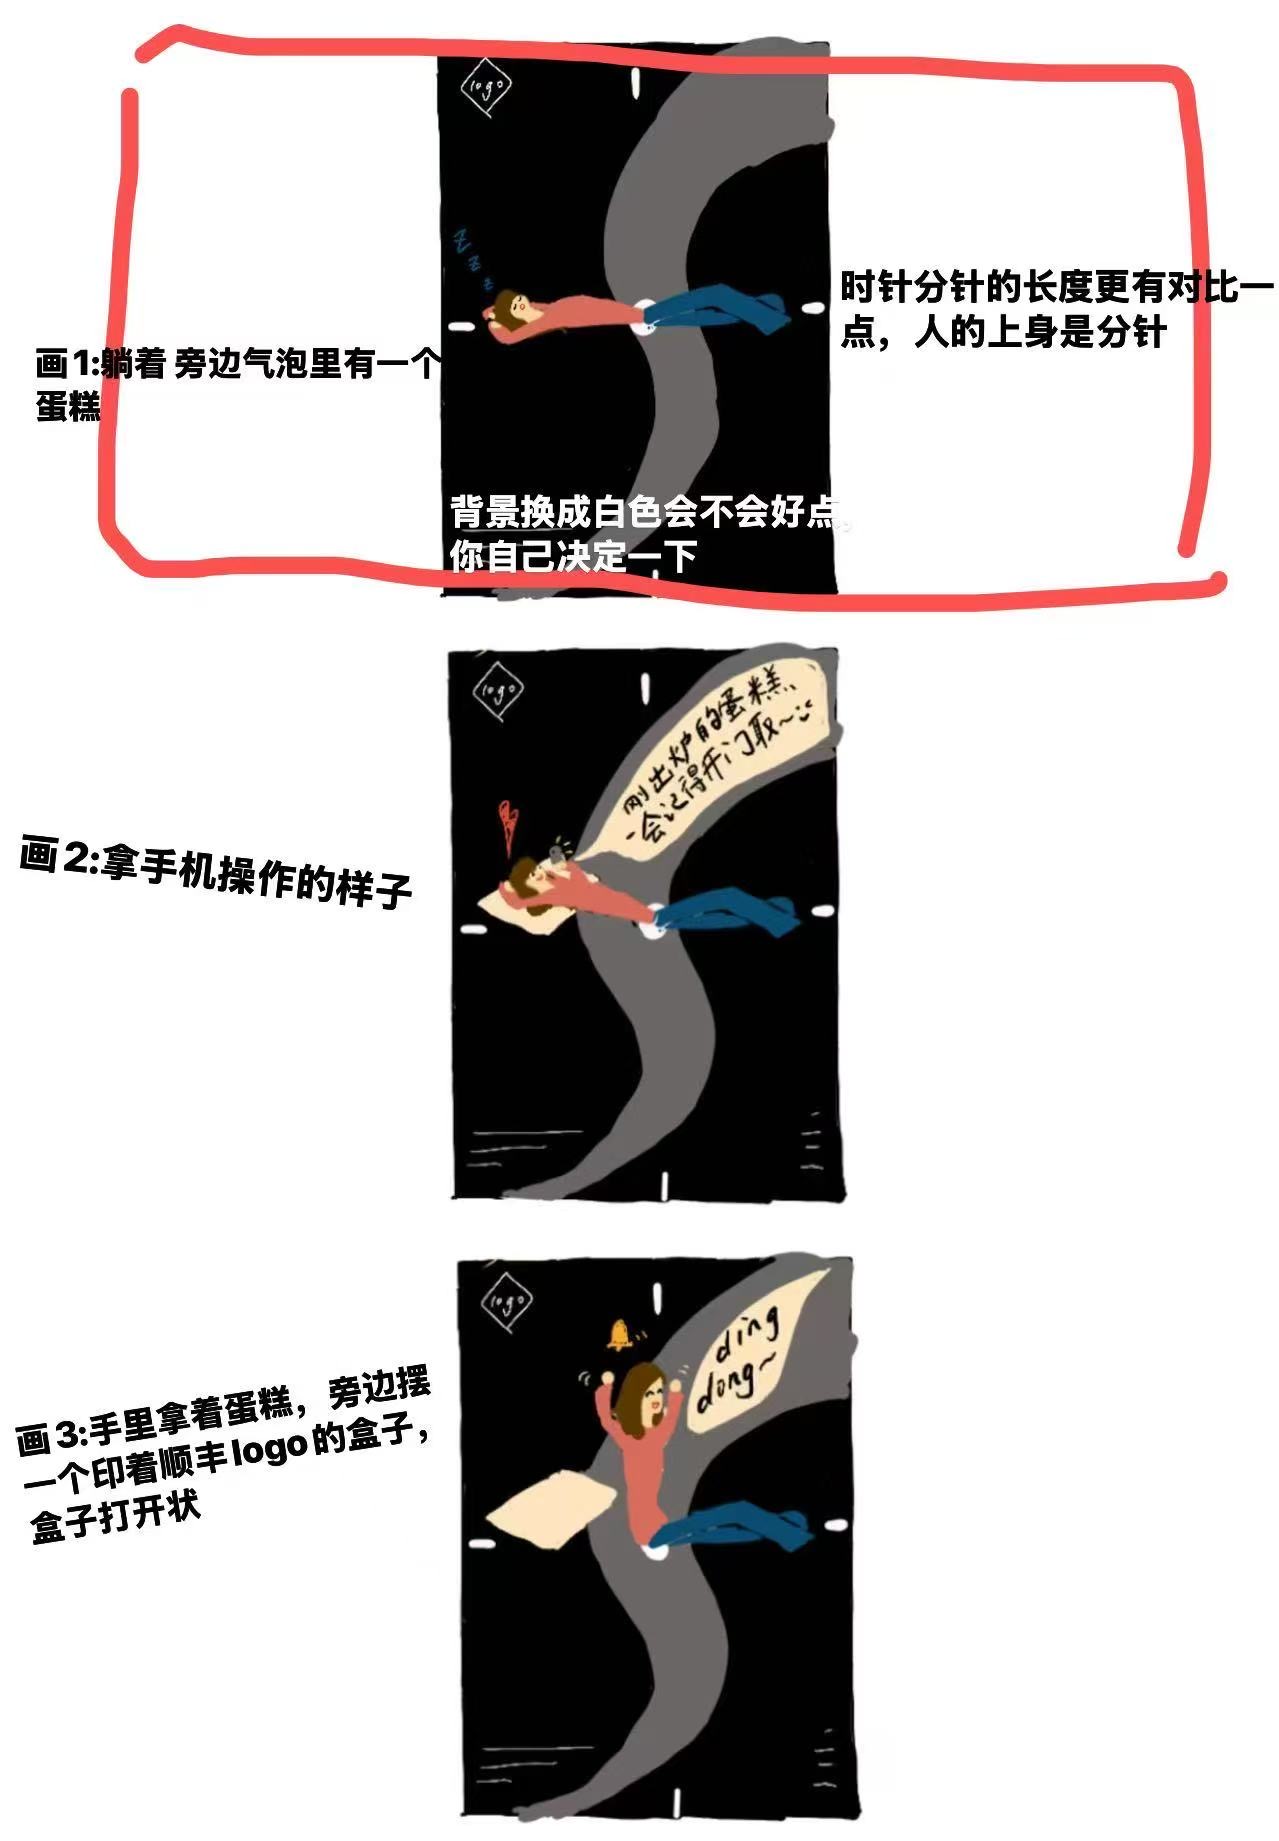 logo
z
z
z
时针分针的长度更有对比一
点，人的上身是分针
画1:躺着 旁边气泡里有一个
蛋糕
背景换成白色会不会好点，
你自己决定一下
logo
刚出炉的蛋糕、
一会记得开门取~
画2:拿手机操作的样子
logo
ding
dong~
画3:手里拿着蛋糕，旁边摆
一个印着顺丰logo的盒子，
盒子打开状